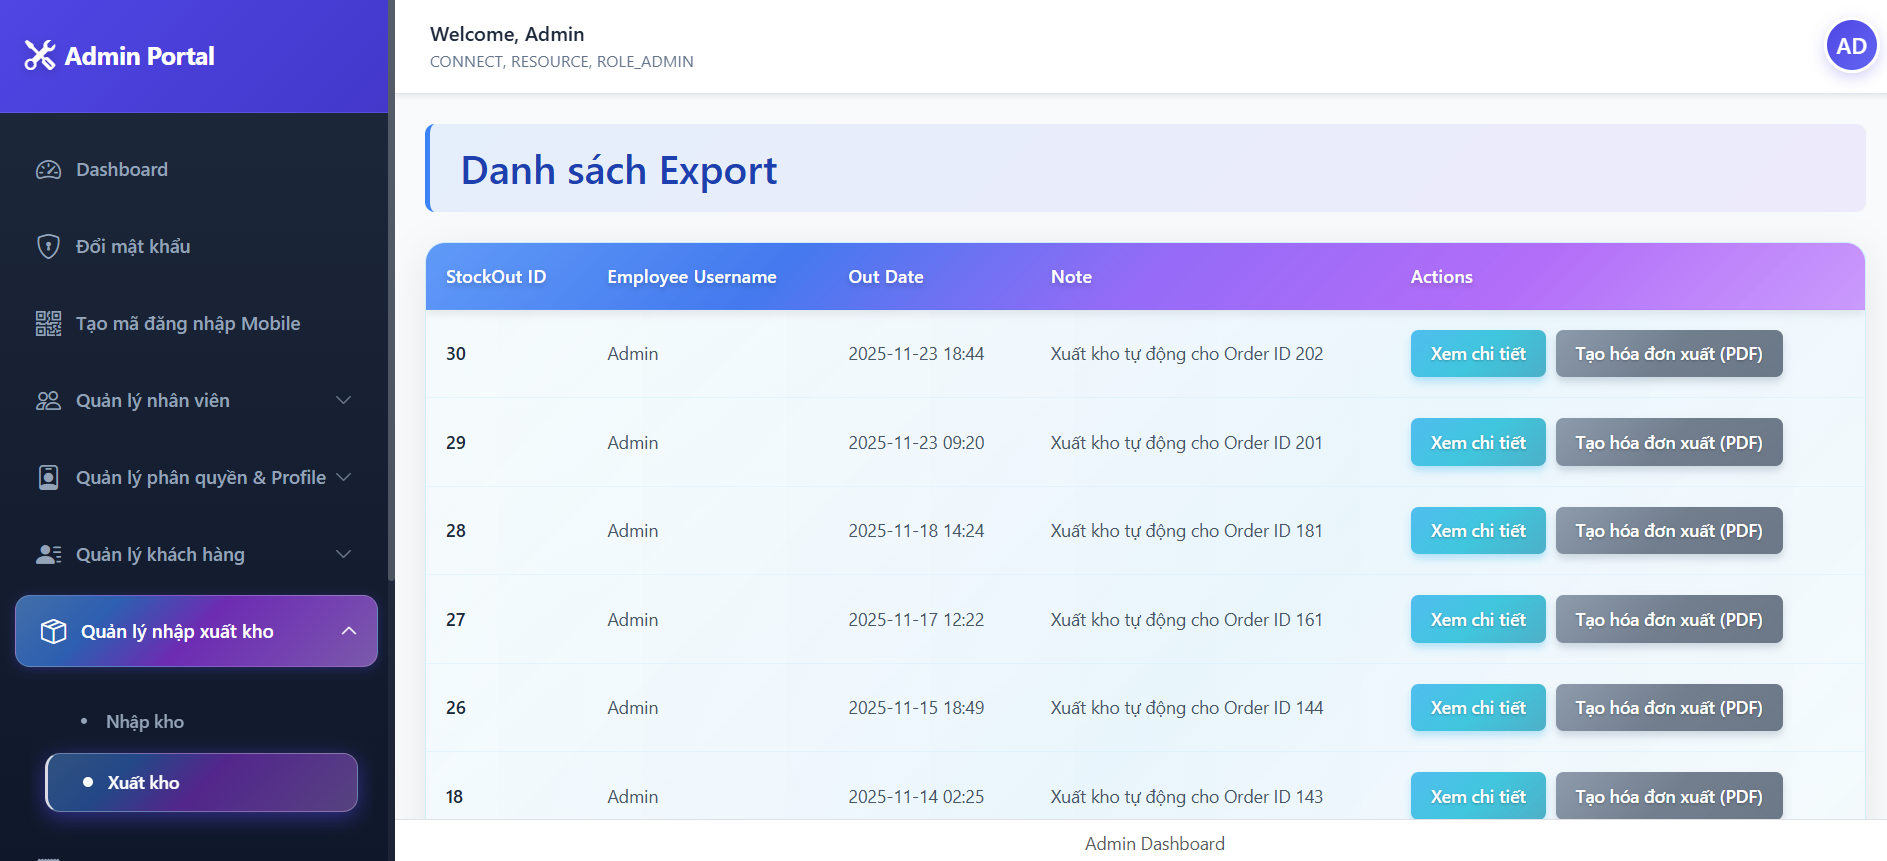 Admin Portal
Dashboard
Đổi mật khẩu
Tạo mã đăng nhập Mobile
Quản lý nhân viên
Quản lý phân quyền & Profile
Quản lý khách hàng
Quản lý nhập xuất kho
Nhập kho
Xuất kho
Welcome, Admin
CONNECT, RESOURCE, ROLE_ADMIN
AD
Danh sách Export
StockOut ID Employee Username Out Date Note Actions
30 Admin 2025-11-23 18:44 Xuất kho tự động cho Order ID 202 Xem chi tiết Tạo hóa đơn xuất (PDF)
29 Admin 2025-11-23 09:20 Xuất kho tự động cho Order ID 201 Xem chi tiết Tạo hóa đơn xuất (PDF)
28 Admin 2025-11-18 14:24 Xuất kho tự động cho Order ID 181 Xem chi tiết Tạo hóa đơn xuất (PDF)
27 Admin 2025-11-17 12:22 Xuất kho tự động cho Order ID 161 Xem chi tiết Tạo hóa đơn xuất (PDF)
26 Admin 2025-11-15 18:49 Xuất kho tự động cho Order ID 144 Xem chi tiết Tạo hóa đơn xuất (PDF)
18 Admin 2025-11-14 02:25 Xuất kho tự động cho Order ID 143 Xem chi tiết Tạo hóa đơn xuất (PDF)
Admin Dashboard